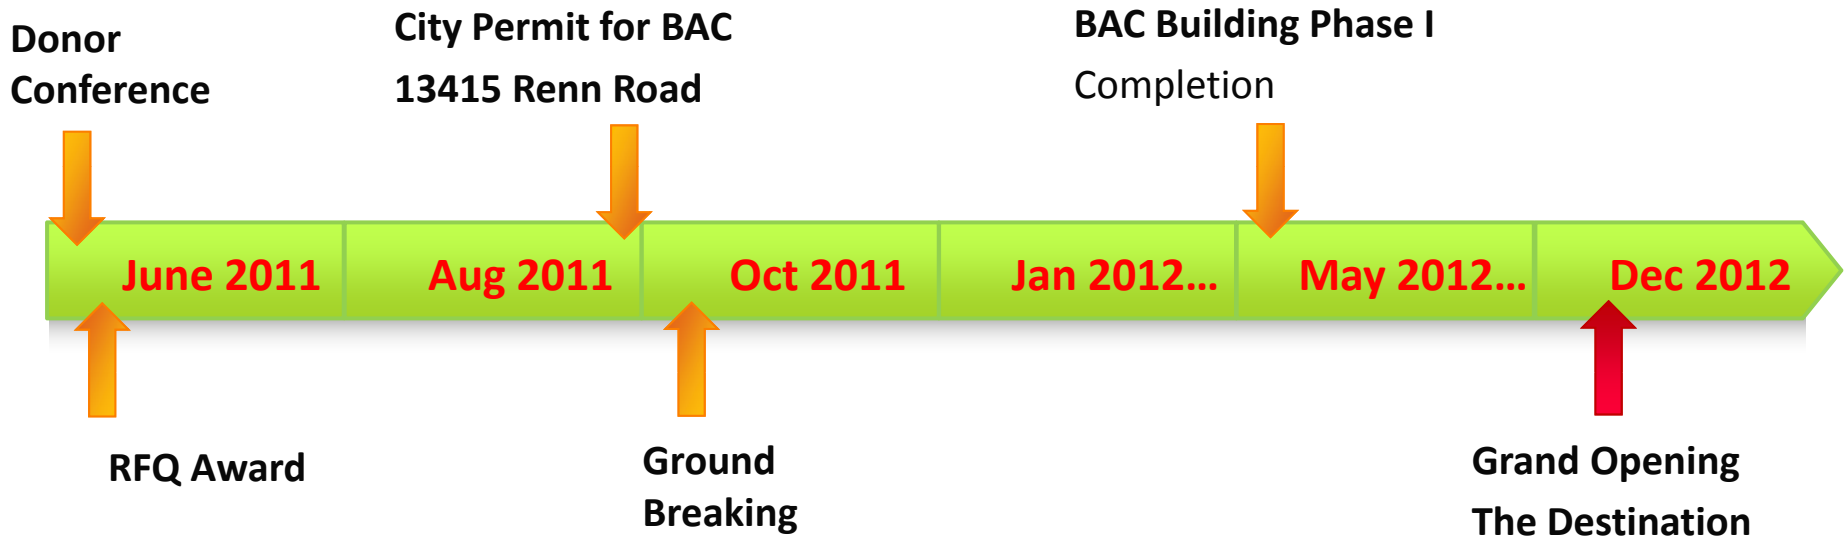 Donor
Conference
City Permit for BAC
13415 Renn Road
BAC Building Phase I
Completion
June 2011
Aug 2011
Oct 2011
Jan 2012...
May 2012...
Dec 2012
RFQ Award
Ground
Breaking
Grand Opening
The Destination